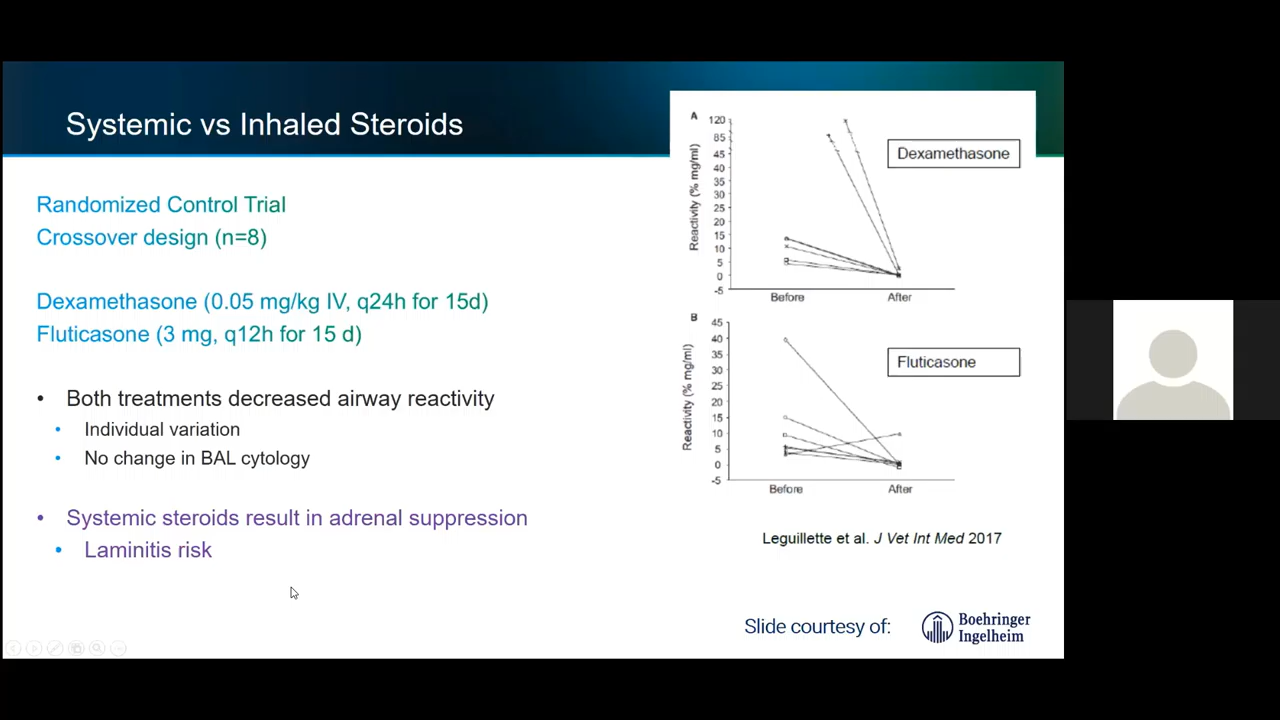 Systemic vs Inhaled Steroids
Randomized Control Trial
Crossover design (n=8)
Dexamethasone (0.05 mg/kg IV, q24h for 15d)
Fluticasone (3 mg, q12h for 15 d)
• Both treatments decreased airway reactivity
• Individual variation
• No change in BAL cytology
• Systemic steroids result in adrenal suppression
• Laminitis risk
A
Reactivity (% mg/ml)
120
85
45
40
35
30
25
20
15
10
5
0
-5
Before
After
Dexamethasone
B
Reactivity (% mg/ml)
45
40
35
30
25
20
15
10
5
0
-5
Before
After
Fluticasone
Leguillette et al. J Vet Int Med 2017
Slide courtesy of:
Boehringer
Ingelheim